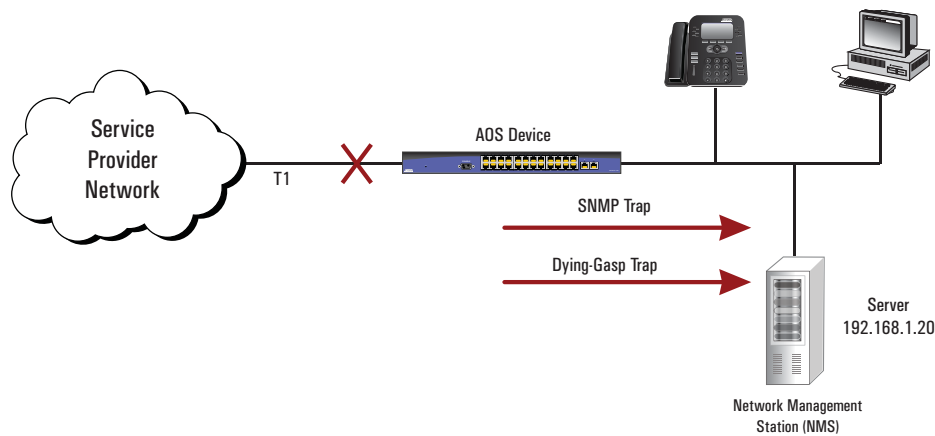 Service
Provider
Network
T1
AOS Device
SNMP Trap
Dying-Gasp Trap
Server
192.168.1.20
Network Management
Station (NMS)